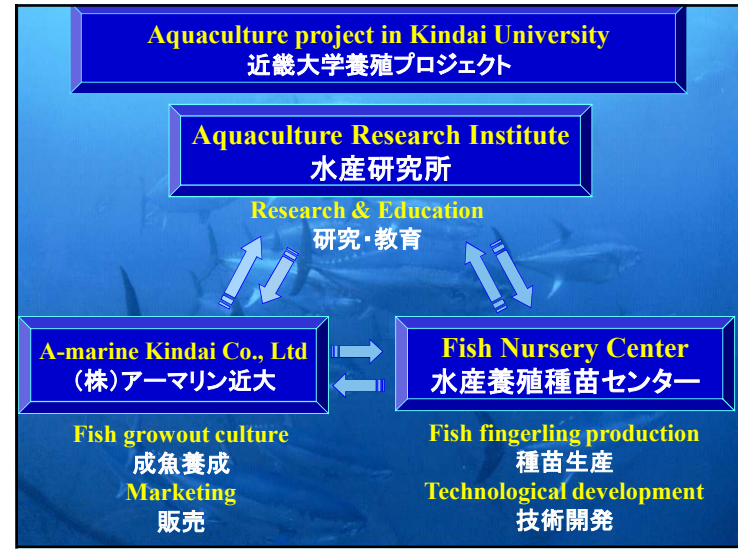 Aquaculture project in Kindai University
近畿大学養殖プロジェクト
Aquaculture Research Institute
水産研究所
Research & Education
研究・教育
A-marine Kindai Co., Ltd
（株）アーマリン近大
Fish growout culture
成魚養成
Marketing
販売
Fish Nursery Center
水産養殖種苗センター
Fish fingerling production
種苗生産
Technological development
技術開発